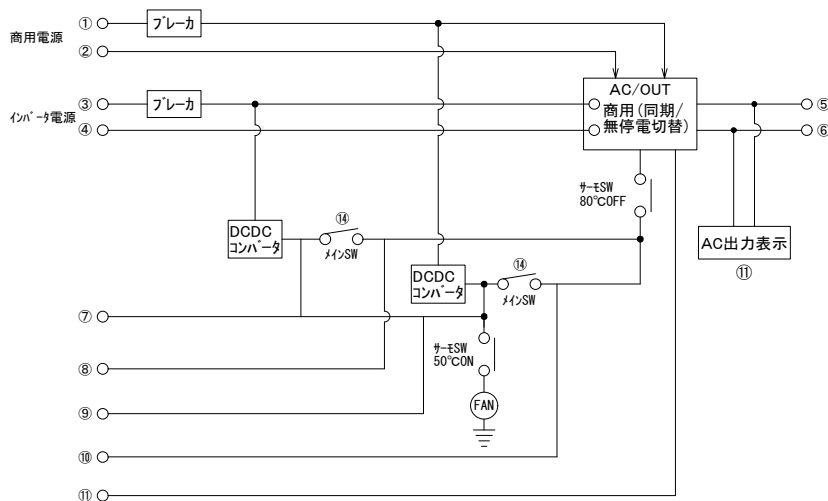 ①
ブレーカ
商用電源
②
AC/OUT
商用(同期/
無停電切替)
③
ブレーカ
⑤
インバータ電源
④
⑥
サーモSW
80℃OFF
⑭
DCDC
コンバータ
メインSW
AC出力表示
⑪
⑭
DCDC
コンバータ
メインSW
⑦
サーモSW
50℃ON
⑧
FAN
⑨
⑩
⑪